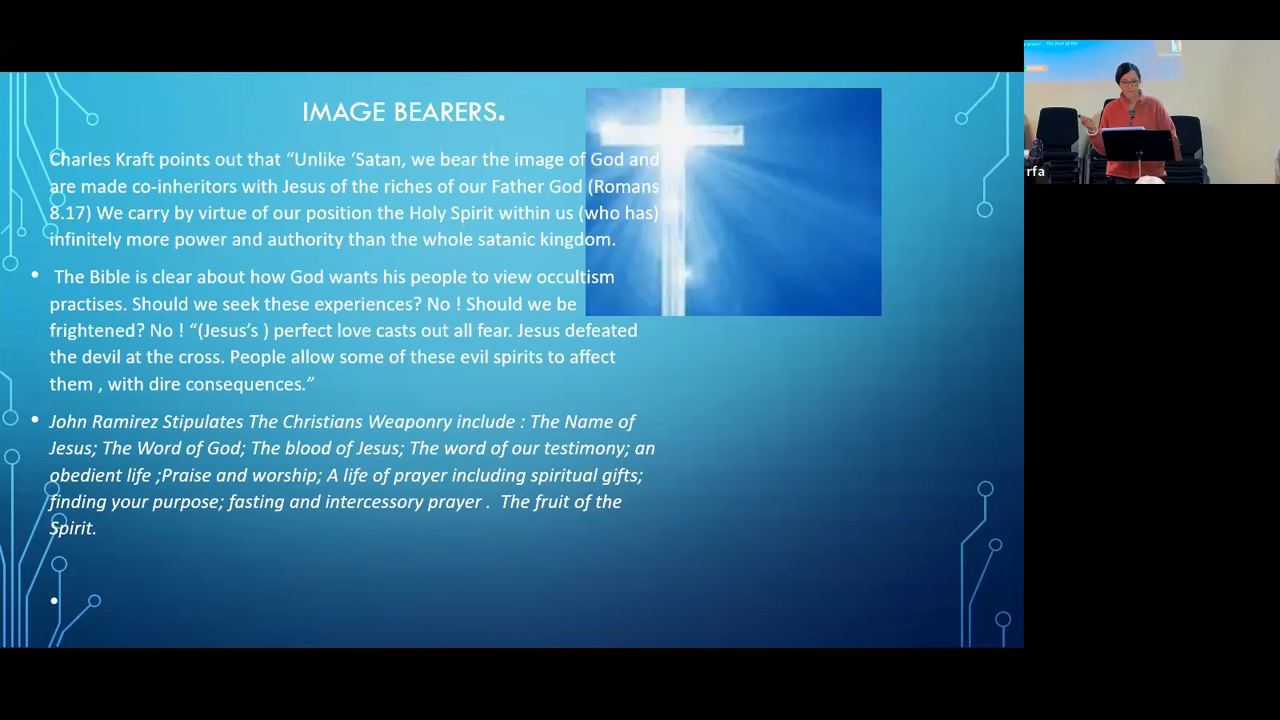 IMAGE BEARERS.
Charles Kraft points out that “Unlike ‘Satan, we bear the image of God and
are made co-inheritors with Jesus of the riches of our Father God (Romans
8.17) We carry by virtue of our position the Holy Spirit within us (who has)
infinitely more power and authority than the whole satanic kingdom.
• The Bible is clear about how God wants his people to view occultism
practises. Should we seek these experiences? No ! Should we be
frightened? No ! “(Jesus’s ) perfect love casts out all fear. Jesus defeated
the devil at the cross. People allow some of these evil spirits to affect
them , with dire consequences.”
• John Ramirez Stipulates The Christians Weaponry include : The Name of
Jesus; The Word of God; The blood of Jesus; The word of our testimony; an
obedient life ;Praise and worship; A life of prayer including spiritual gifts;
finding your purpose; fasting and intercessory prayer . The fruit of the
Spirit.
•
The fruit of the
rfa